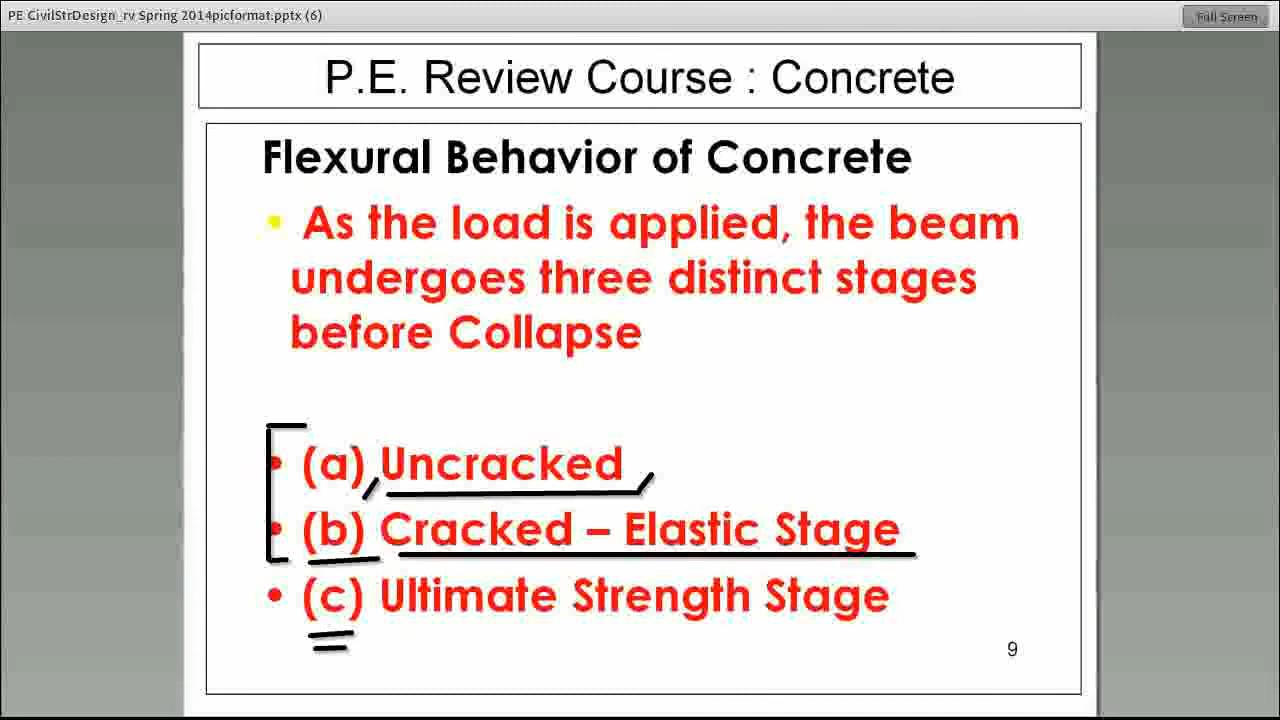 PE CivilStrDesign_rv Spring 2014picformat.pptx (6)
Full Screen
P.E. Review Course : Concrete
Flexural Behavior of Concrete
• As the load is applied, the beam
undergoes three distinct stages
before Collapse
• (a) Uncracked
• (b) Cracked – Elastic Stage
• (c) Ultimate Strength Stage
9